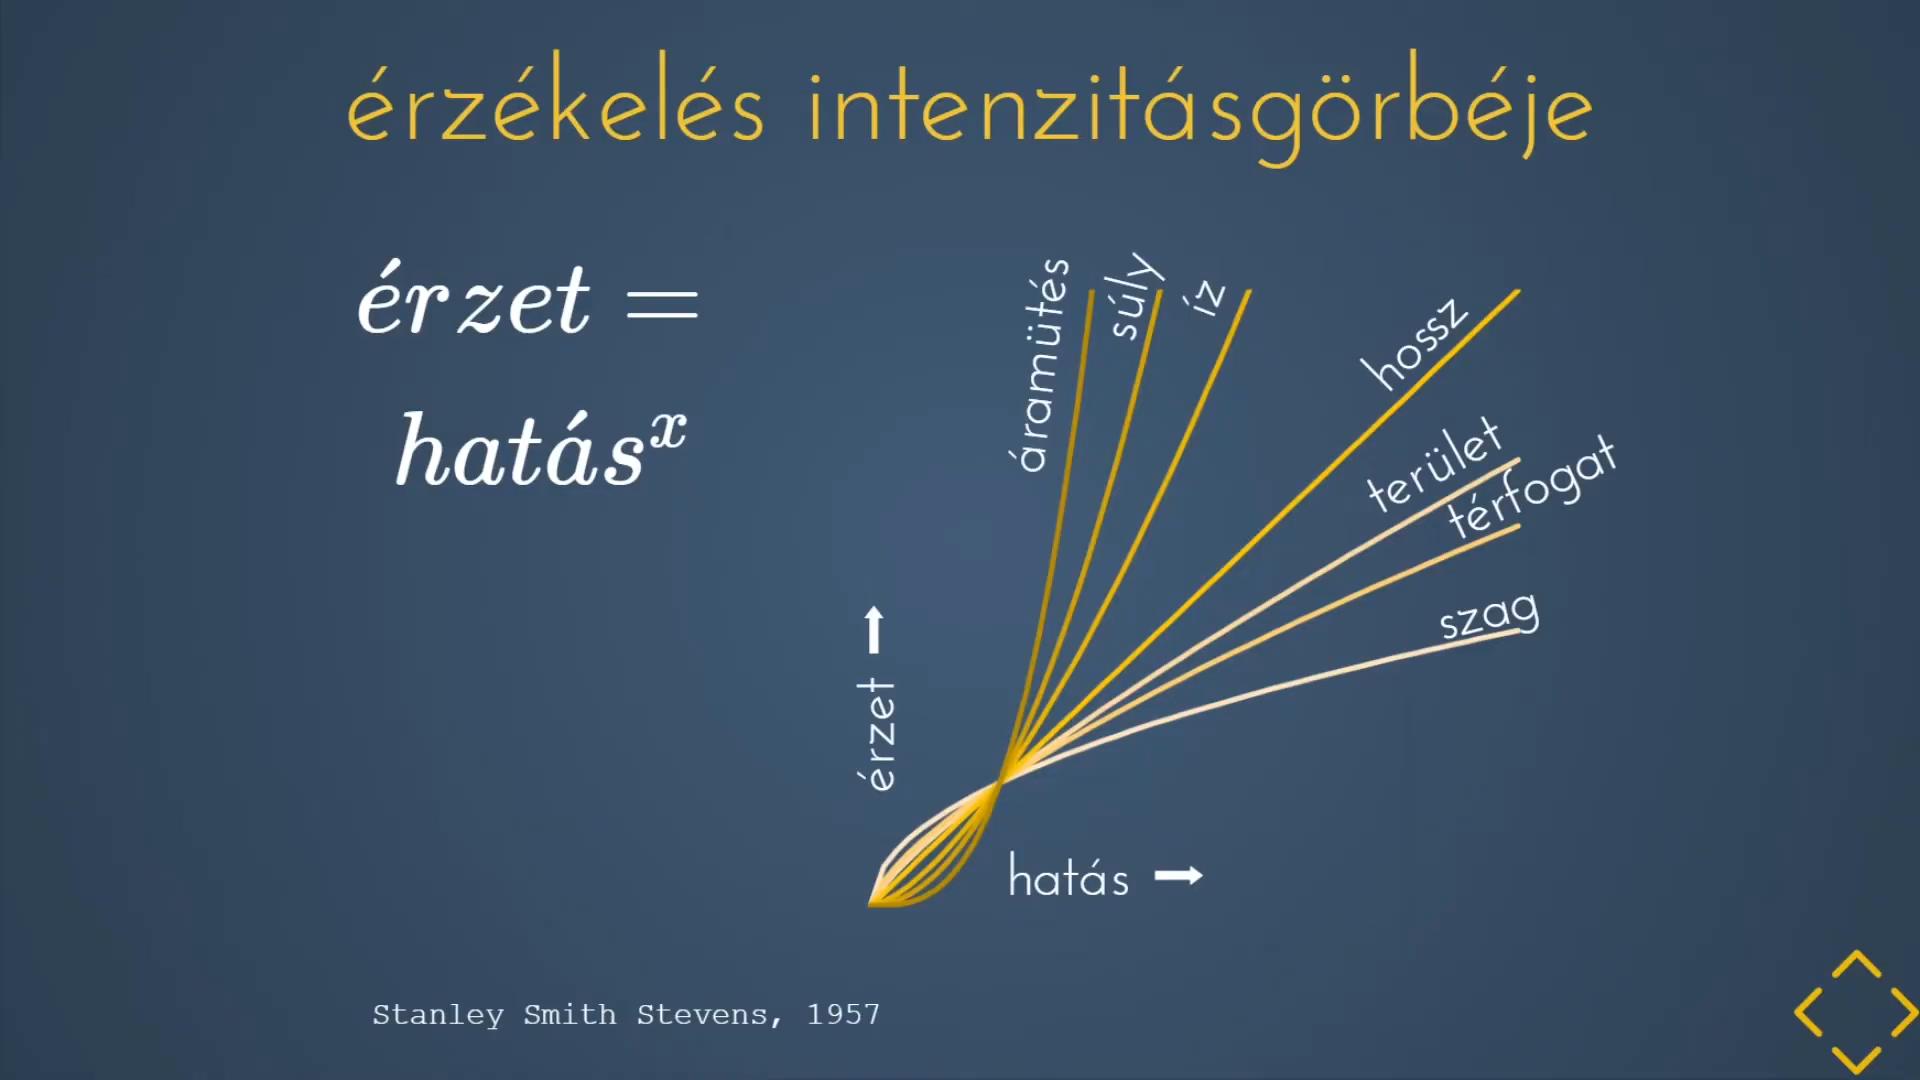 érzékelés intenzitásgörbéje
érzet =
hatás^x
áramütés
súly
íz
hossz
terület
térfogat
szag
érzet →
hatás →
Stanley Smith Stevens, 1957